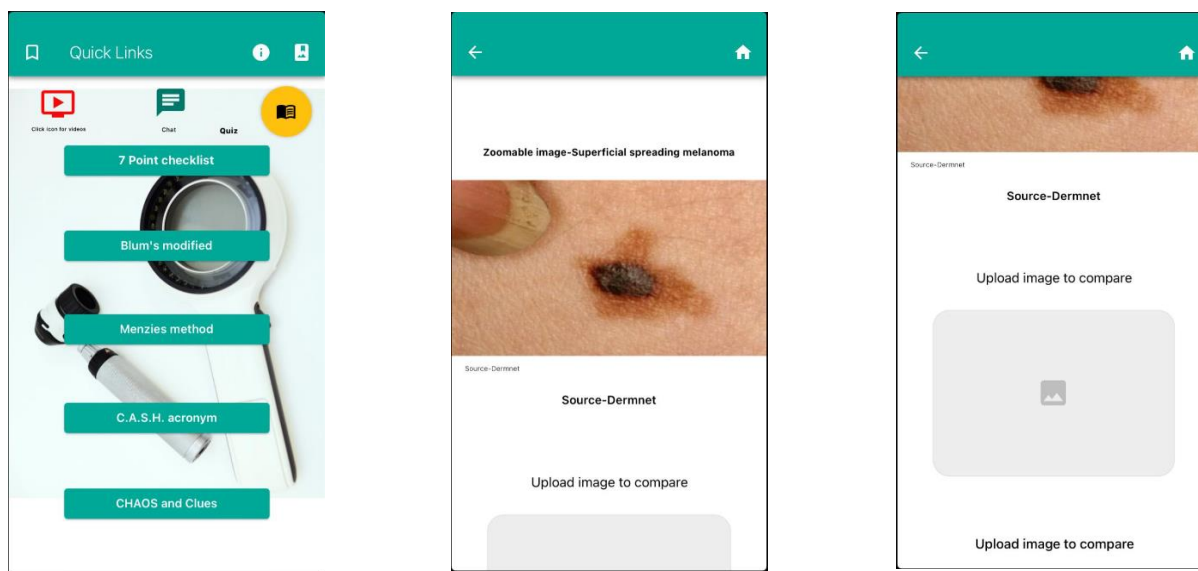 Quick Links
Click icon for videos
Chat
Quiz
7 Point checklist
Blum's modified
Menzies method
C.A.S.H. acronym
CHAOS and Clues
Zoomable image-Superficial spreading melanoma
Source-Dermnet
Source-Dermnet
Upload image to compare
Source-Dermnet
Source-Dermnet
Upload image to compare
Upload image to compare